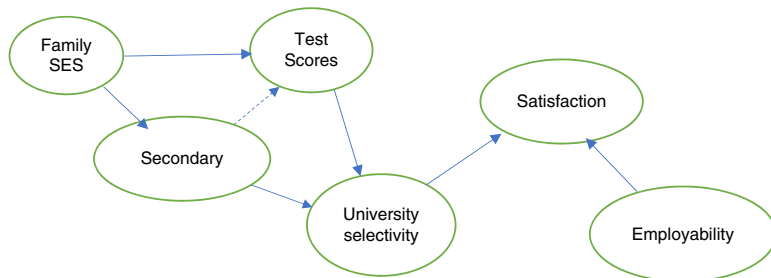 Family
SES
Test
Scores
Satisfaction
Secondary
University
selectivity
Employability